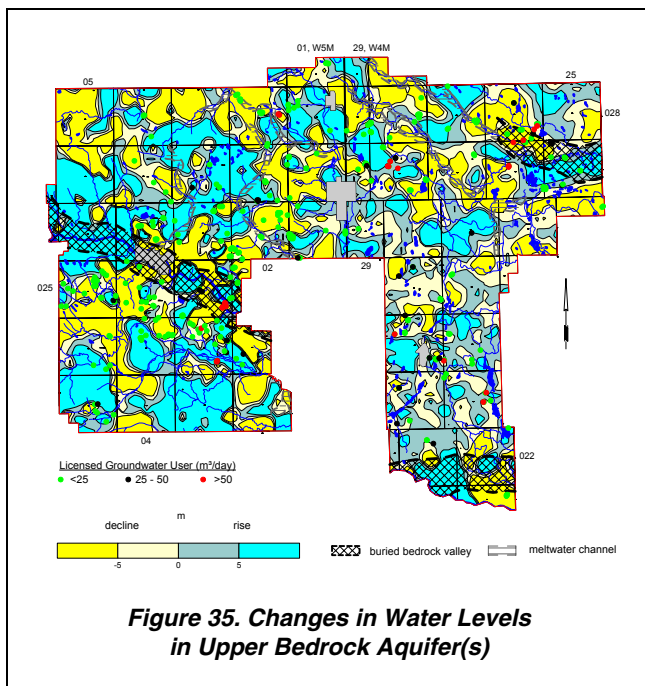 01, W5M 29, W4M
05
25
028
02
29
025
04
022
Licensed Groundwater User (m³/day)
<25 25 - 50 >50
m
decline rise
-5 0 5
buried bedrock valley meltwater channel
Figure 35. Changes in Water Levels
in Upper Bedrock Aquifer(s)